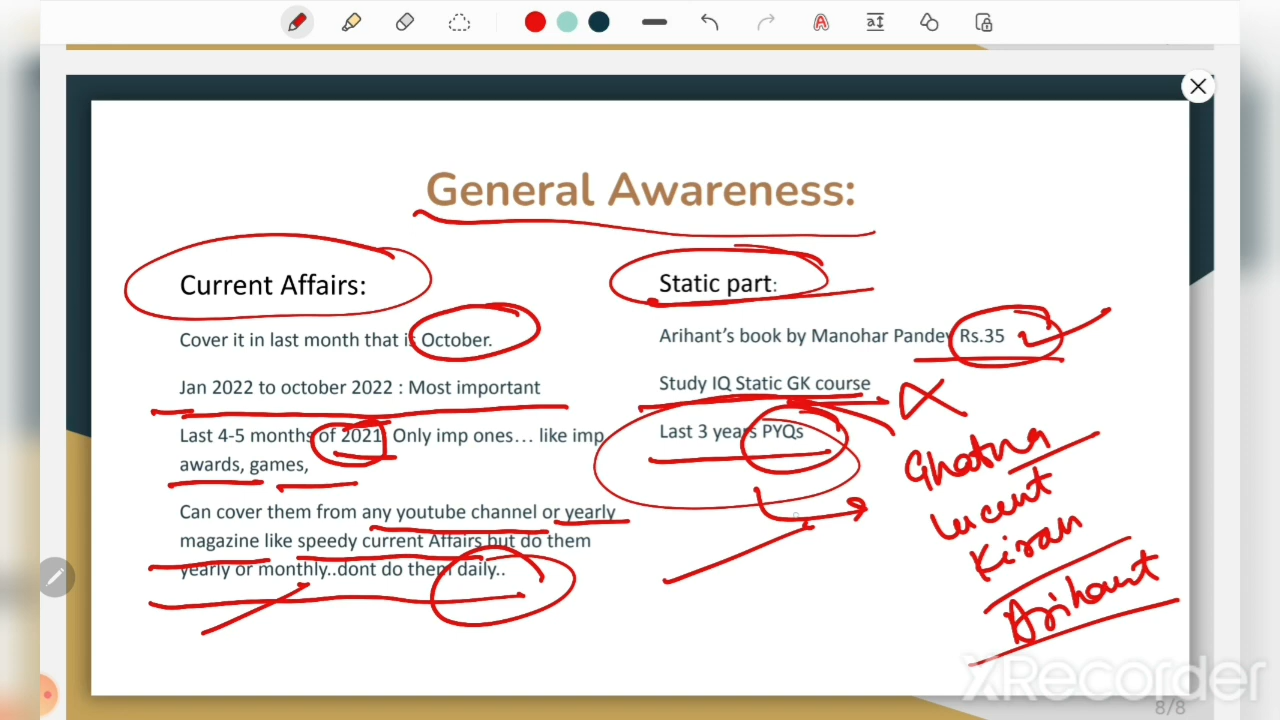 General Awareness:
Current Affairs:
Cover it in last month that is October.
Jan 2022 to october 2022 : Most important
Last 4-5 months of 2021. Only imp ones... like imp
awards, games,
Can cover them from any youtube channel or yearly
magazine like speedy current Affairs but do them
yearly or monthly..dont do them daily..
Static part:
Arihant's book by Manohar Pandey Rs.35
Study IQ Static GK course
Last 3 years PYQs
Ghatna
Lucent
Kiran
Arihant
XRecorder
8/8